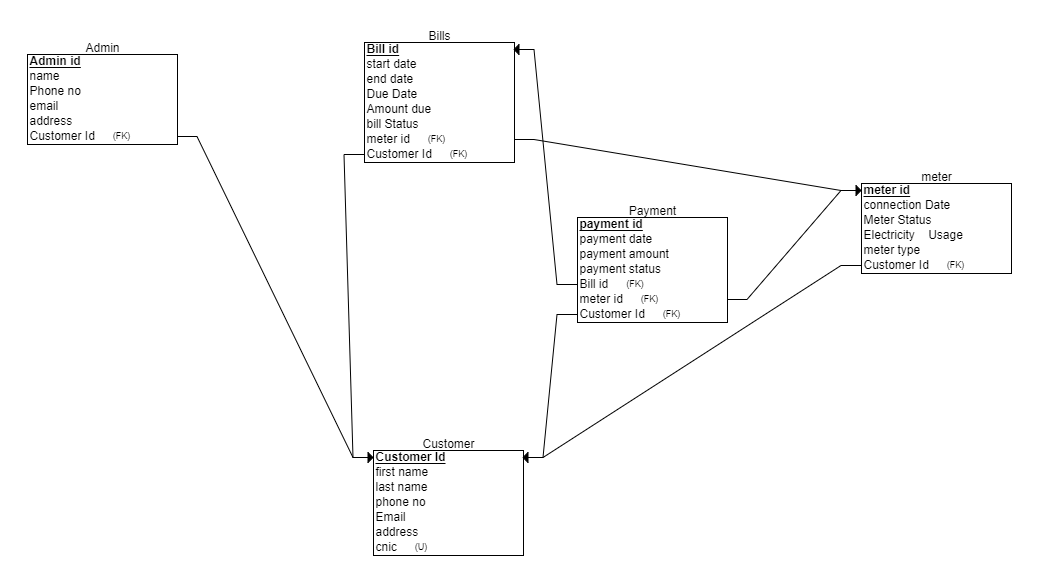 Admin
Admin id
name
Phone no
email
address
Customer Id (FK)
Bills
Bill id
start date
end date
Due Date
Amount due
bill Status
meter id (FK)
Customer Id (FK)
Payment
payment id
payment date
payment amount
payment status
Bill id (FK)
meter id (FK)
Customer Id (FK)
meter
meter id
connection Date
Meter Status
Electricity Usage
meter type
Customer Id (FK)
Customer
Customer Id
first name
last name
phone no
Email
address
cnic (U)